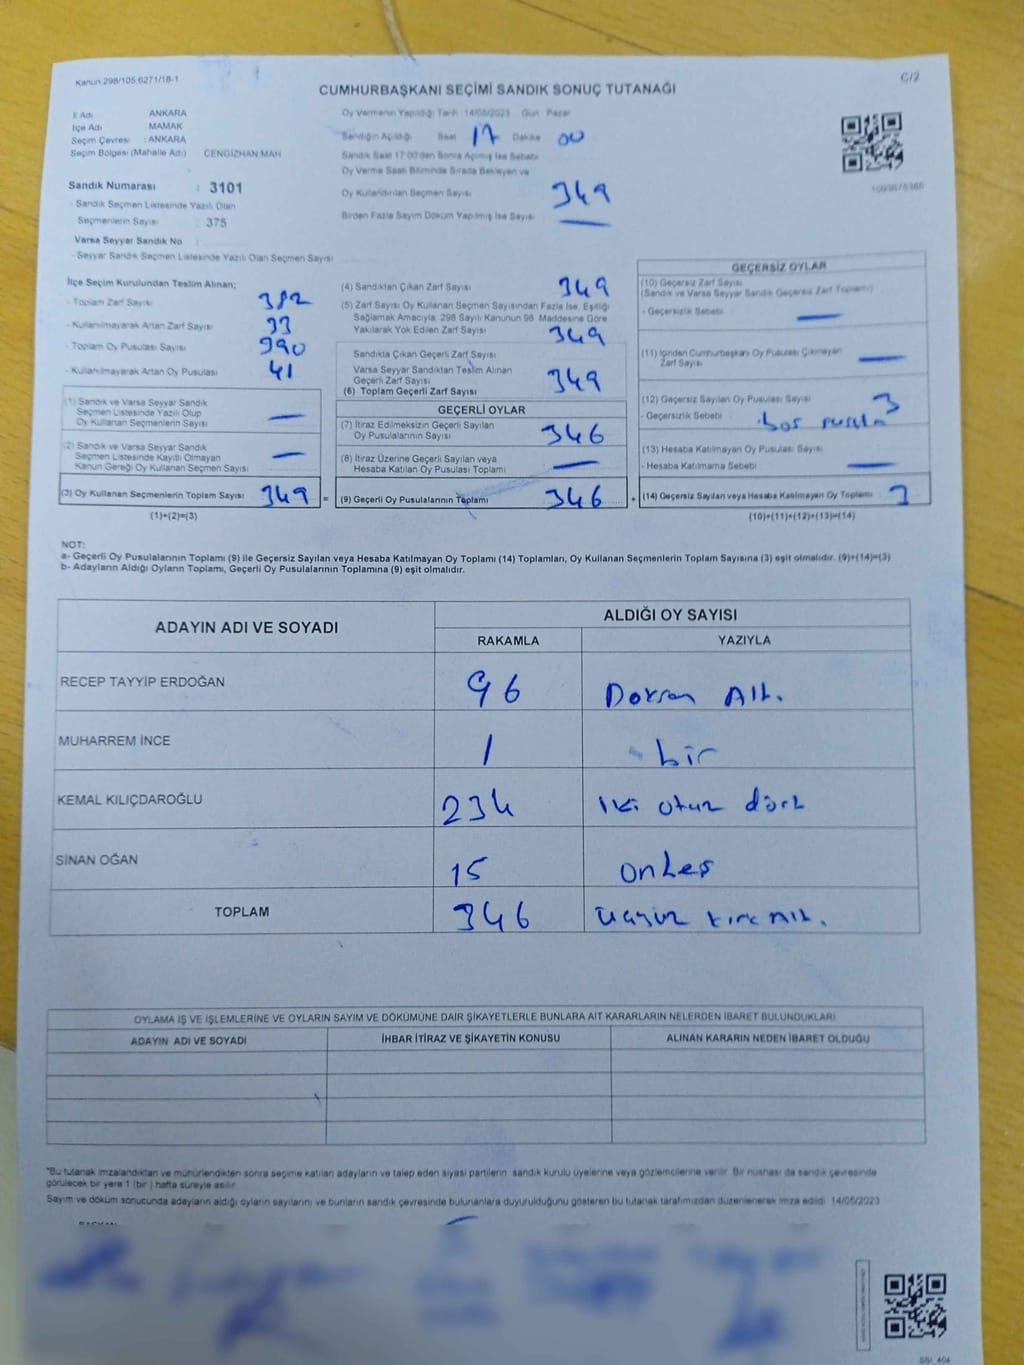 Kanun 298/105 6271/18-1
C/2
CUMHURBAŞKANI SEÇİMİ SANDIK SONUÇ TUTANAĞI
İl Adı ANKARA
İlçe Adı MAMAK
Seçim Çevresi : ANKARA
Seçim Bölgesi (Mahalle Adı) CENGİZHAN MAH
Sandık Numarası : 3101
- Sandık Seçmen Listesinde Yazılı Olan
Seçmenlerin Sayısı : 375
Varsa Seyyar Sandık No :
- Seyyar Sandık Seçmen Listesinde Yazılı Olan Seçmen Sayısı
Oy Vermenin Yapıldığı Tarih 14/05/2023 Gün Pazar
Sandığın Açıldığı Saat 17 Dakika 00
Sandık Saat 17:00'den Sonra Açılmış İse Sebebi
Oy Verme Saati Bitiminde Sırada Bekleyen ve
Oy Kullandırılan Seçmen Sayısı 349
Birden Fazla Sayım Döküm Yapılmış İse Sayısı —
İlçe Seçim Kurulundan Teslim Alınan;
- Toplam Zarf Sayısı 382
- Kullanılmayarak Artan Zarf Sayısı 33
- Toplam Oy Pusulası Sayısı 390
- Kullanılmayarak Artan Oy Pusulası 41
(1) Sandık ve Varsa Seyyar Sandık
Seçmen Listesinde Yazılı Olup
Oy Kullanan Seçmenlerin Sayısı —
(2) Sandık ve Varsa Seyyar Sandık
Seçmen Listesinde Kayıtlı Olmayan
Kanun Gereği Oy Kullanan Seçmen Sayısı —
(3) Oy Kullanan Seçmenlerin Toplam Sayısı 349 =
(1)+(2)=(3)
(4) Sandıktan Çıkan Zarf Sayısı 349
(5) Zarf Sayısı Oy Kullanan Seçmen Sayısından Fazla İse, Eşitliği
Sağlamak Amacıyla; 298 Sayılı Kanunun 98. Maddesine Göre
Yakılarak Yok Edilen Zarf Sayısı 349
Sandıkta Çıkan Geçerli Zarf Sayısı
Varsa Seyyar Sandıktan Teslim Alınan
Geçerli Zarf Sayısı
(6) Toplam Geçerli Zarf Sayısı 349
GEÇERLİ OYLAR
(7) İtiraz Edilmeksizin Geçerli Sayılan
Oy Pusulalarının Sayısı 346
(8) İtiraz Üzerine Geçerli Sayılan veya
Hesaba Katılan Oy Pusulası Toplamı —
(9) Geçerli Oy Pusulalarının Toplamı 346 +
GEÇERSİZ OYLAR
(10) Geçersiz Zarf Sayısı
(Sandık ve Varsa Seyyar Sandık Geçersiz Zarf Toplamı)
- Geçersizlik Sebebi —
(11) İçinden Cumhurbaşkanı Oy Pusulası Çıkmayan
Zarf Sayısı —
(12) Geçersiz Sayılan Oy Pusulası Sayısı 3
- Geçersizlik Sebebi boş pusula
(13) Hesaba Katılmayan Oy Pusulası Sayısı
- Hesaba Katılmama Sebebi —
(14) Geçersiz Sayılan veya Hesaba Katılmayan Oy Toplamı 3
(10)+(11)+(12)+(13)=(14)
NOT:
a- Geçerli Oy Pusulalarının Toplamı (9) ile Geçersiz Sayılan veya Hesaba Katılmayan Oy Toplamı (14) Toplamları, Oy Kullanan Seçmenlerin Toplam Sayısına (3) eşit olmalıdır. (9)+(14)=(3)
b- Adayların Aldığı Oyların Toplamı, Geçerli Oy Pusulalarının Toplamına (9) eşit olmalıdır.
ADAYIN ADI VE SOYADI
ALDIĞI OY SAYISI
RAKAMLA YAZIYLA
RECEP TAYYİP ERDOĞAN 96 Doksan Altı
MUHARREM İNCE 1 bir
KEMAL KILIÇDAROĞLU 234 İki otuz dört
SİNAN OĞAN 15 onbeş
TOPLAM 346 üçyüz kırk altı
OYLAMA İŞ VE İŞLEMLERİNE VE OYLARIN SAYIM VE DÖKÜMÜNE DAİR ŞİKAYETLERLE BUNLARA AİT KARARLARIN NELERDEN İBARET BULUNDUKLARI
ADAYIN ADI VE SOYADI İHBAR İTİRAZ VE ŞİKAYETİN KONUSU ALINAN KARARIN NEDEN İBARET OLDUĞU
*Bu tutanak imzalandıktan ve mühürlendikten sonra seçime katılan adayların ve talep eden siyasi partilerin sandık kurulu üyelerine veya gözlemcilerine verilir. Bir nüshası da sandık çevresinde
görülecek bir yere 1 (bir) hafta süreyle asılır
Sayım ve döküm sonucunda adayların aldığı oyların sayılarını ve bunların sandık çevresinde bulunanlara duyurulduğunu gösteren bu tutanak tarafımızdan düzenlenerek imza edildi. 14/05/2023